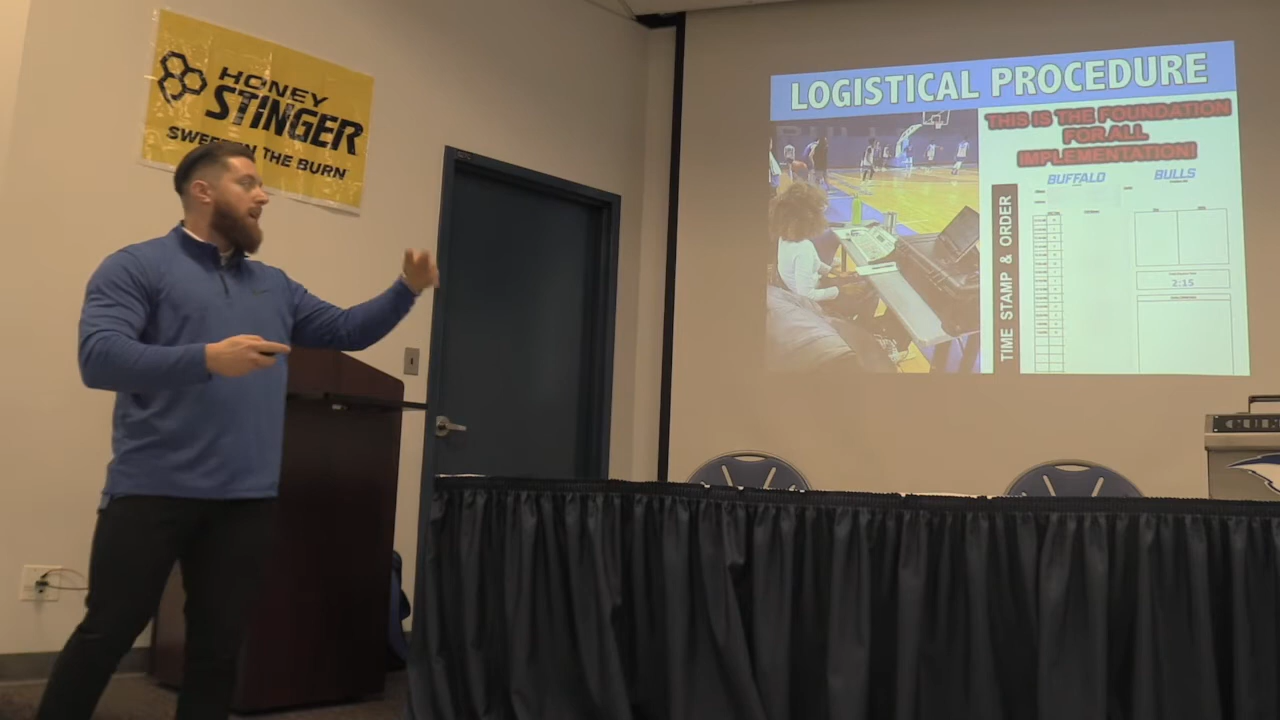 HONEY
STINGER
SWEETEN THE BURN
LOGISTICAL PROCEDURE
THIS IS THE FOUNDATION
FOR ALL
IMPLEMENTATION!
BUFFALO
BULLS
TIME STAMP & ORDER
2:15